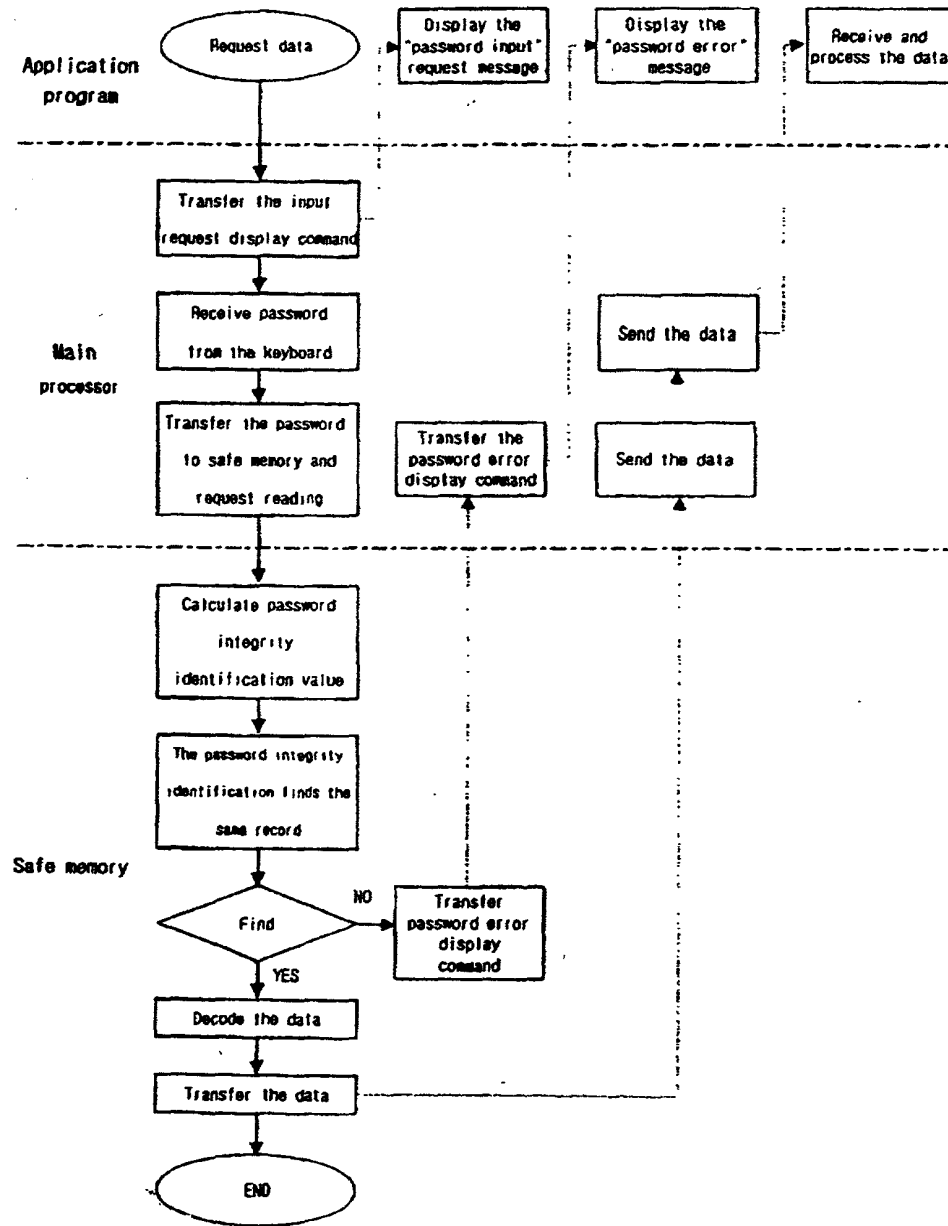 Request data
Display the
"password input"
request message
Display the
"password error"
message
Receive and
process the data
Application
program
Transfer the input
request display command
Receive password
from the keyboard
Send the data
Main
processor
Transfer the password
to safe memory and
request reading
Transfer the
password error
display command
Send the data
Calculate password
integrity
identification value
The password integrity
identification finds the
same record
Safe memory
Find
NO
Transfer
password error
display
command
YES
Decode the data
Transfer the data
END